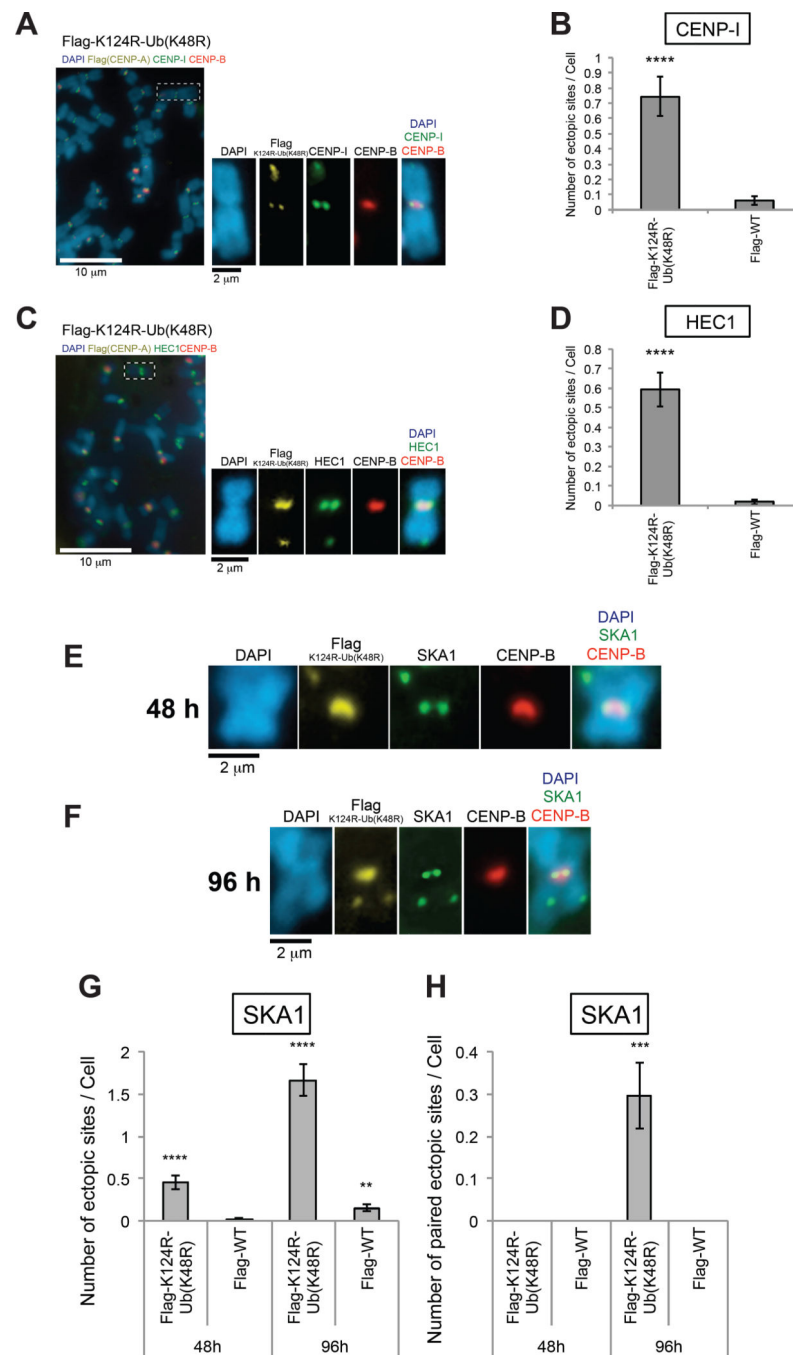 A
Flag-K124R-Ub(K48R)
DAPI Flag(CENP-A) CENP-I CENP-B
10 μm
DAPI
Flag
K124R-Ub(K48R)
CENP-I
CENP-B
DAPI
CENP-I
CENP-B
2 μm
B
CENP-I
Number of ectopic sites / Cell
1
0.9
0.8
0.7
0.6
0.5
0.4
0.3
0.2
0.1
0
****
Flag-K124R-
Ub(K48R)
Flag-WT
C
Flag-K124R-Ub(K48R)
DAPI Flag(CENP-A) HEC1CENP-B
10 μm
DAPI
Flag
K124R-Ub(K48R)
HEC1
CENP-B
DAPI
HEC1
CENP-B
2 μm
D
HEC1
Number of ectopic sites / Cell
0.8
0.7
0.6
0.5
0.4
0.3
0.2
0.1
0
****
Flag-K124R-
Ub(K48R)
Flag-WT
E
48 h
DAPI
Flag
K124R-Ub(K48R)
SKA1
CENP-B
DAPI
SKA1
CENP-B
2 μm
F
96 h
DAPI
Flag
K124R-Ub(K48R)
SKA1
CENP-B
DAPI
SKA1
CENP-B
2 μm
G
SKA1
Number of ectopic sites / Cell
2
1.5
1
0.5
0
****
****
**
Flag-K124R-
Ub(K48R)
Flag-WT
Flag-K124R-
Ub(K48R)
Flag-WT
48h
96h
H
SKA1
Number of paired ectopic sites / Cell
0.4
0.3
0.2
0.1
0
***
Flag-K124R-
Ub(K48R)
Flag-WT
Flag-K124R-
Ub(K48R)
Flag-WT
48h
96h